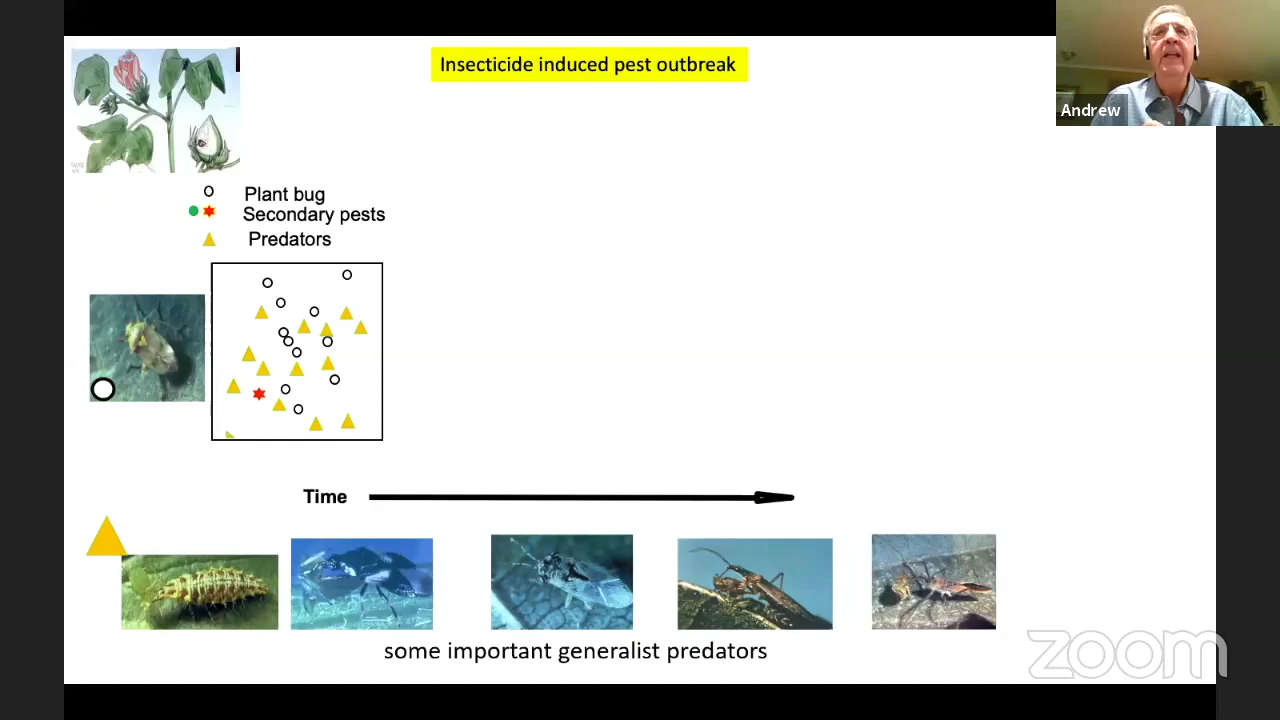 Insecticide induced pest outbreak
Andrew
Plant bug
Secondary pests
Predators
Time
some important generalist predators
zoom